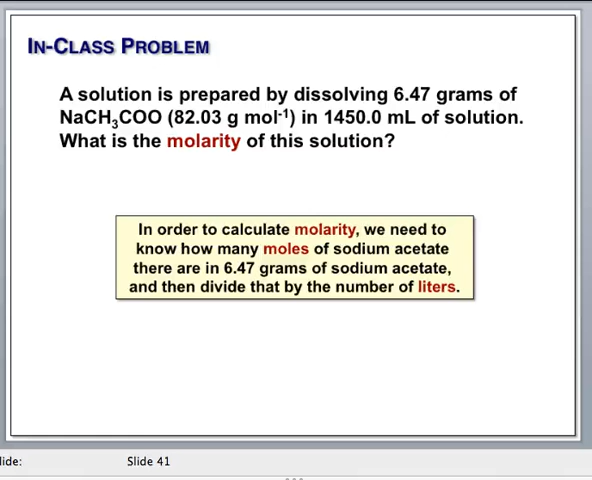 IN-CLASS PROBLEM
A solution is prepared by dissolving 6.47 grams of
NaCH₃COO (82.03 g mol⁻¹) in 1450.0 mL of solution.
What is the molarity of this solution?
In order to calculate molarity, we need to
know how many moles of sodium acetate
there are in 6.47 grams of sodium acetate,
and then divide that by the number of liters.
lide: Slide 41